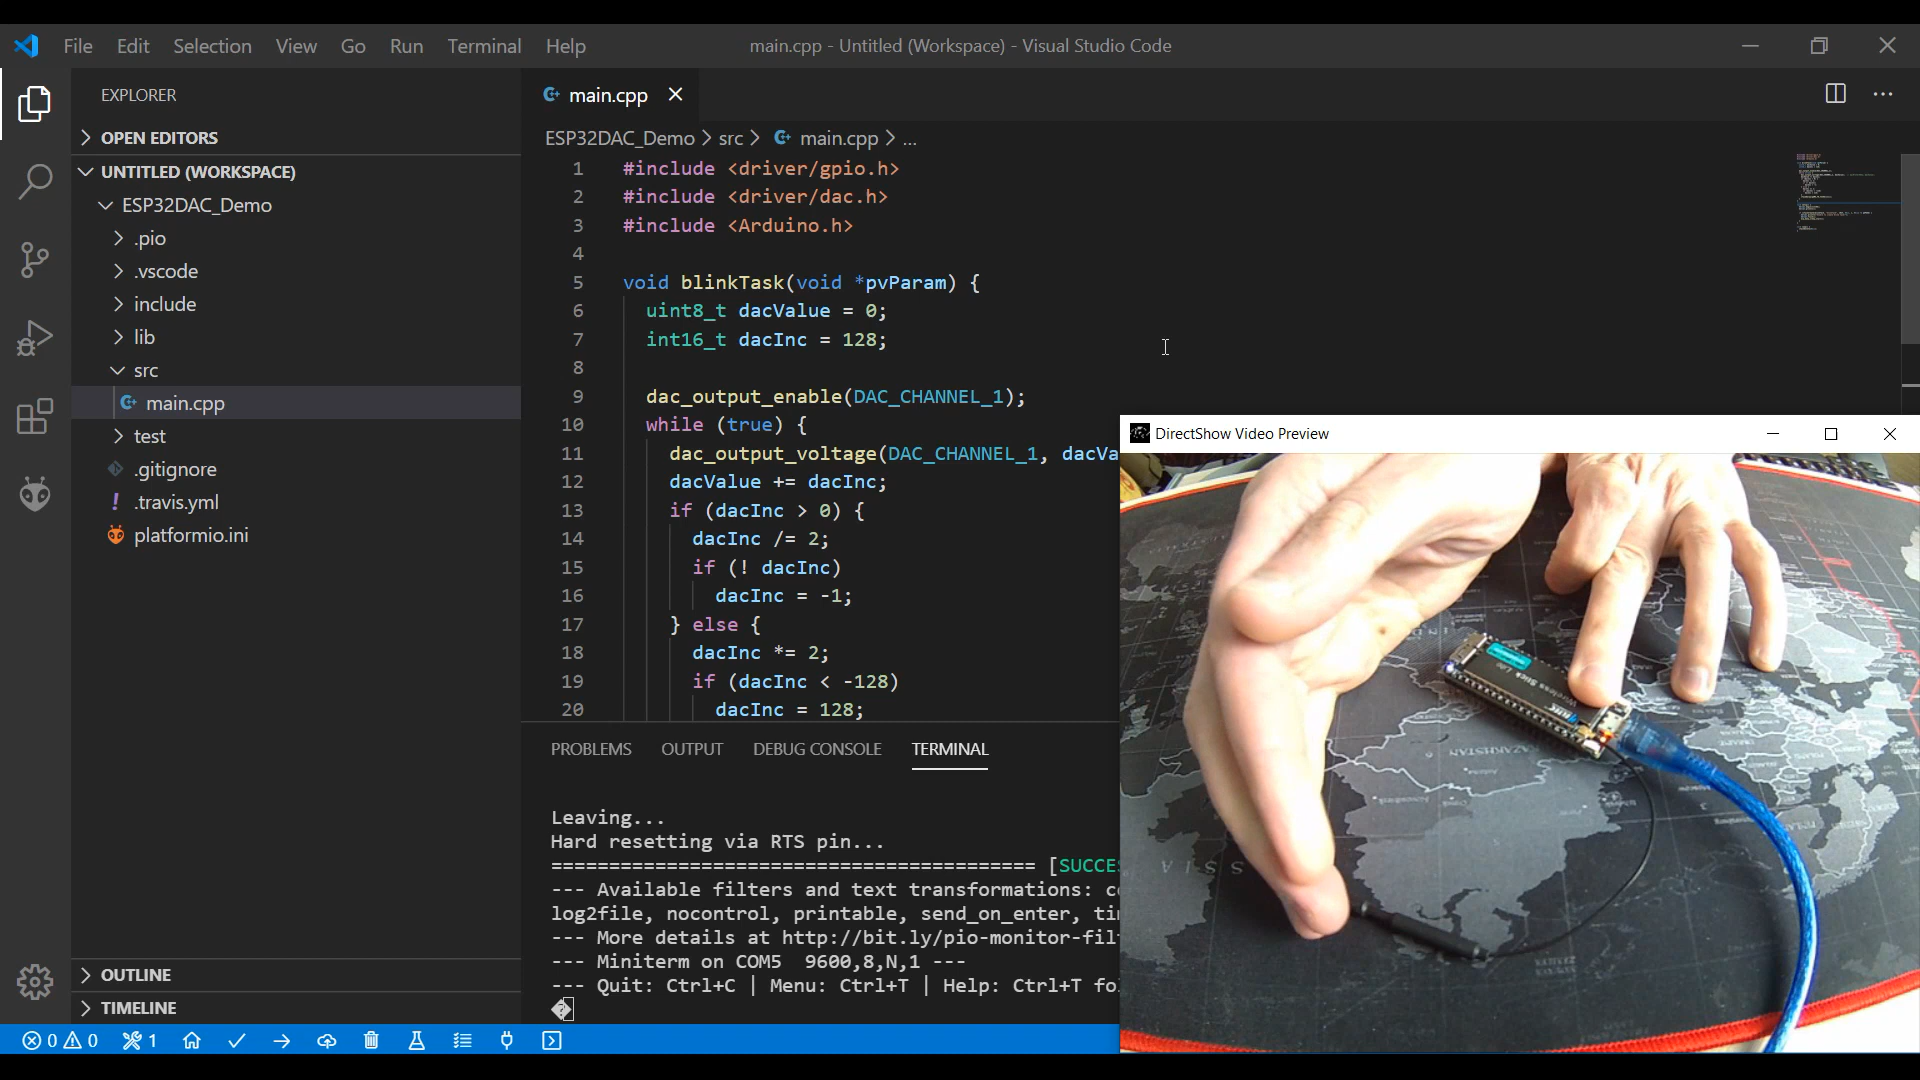 File Edit Selection View Go Run Terminal Help
main.cpp - Untitled (Workspace) - Visual Studio Code
EXPLORER
OPEN EDITORS
UNTITLED (WORKSPACE)
ESP32DAC_Demo
.pio
.vscode
include
lib
src
main.cpp
test
.gitignore
.travis.yml
platformio.ini
OUTLINE
TIMELINE
main.cpp
ESP32DAC_Demo > src > main.cpp > ...
1 #include <driver/gpio.h>
2 #include <driver/dac.h>
3 #include <Arduino.h>
4
5 void blinkTask(void *pvParam) {
6 uint8_t dacValue = 0;
7 int16_t dacInc = 128;
8
9 dac_output_enable(DAC_CHANNEL_1);
10 while (true) {
11 dac_output_voltage(DAC_CHANNEL_1, dacVa
12 dacValue += dacInc;
13 if (dacInc > 0) {
14 dacInc /= 2;
15 if (! dacInc)
16 dacInc = -1;
17 } else {
18 dacInc *= 2;
19 if (dacInc < -128)
20 dacInc = 128;
PROBLEMS OUTPUT DEBUG CONSOLE TERMINAL
Leaving...
Hard resetting via RTS pin...
========================================== [SUCCES
--- Available filters and text transformations: co
log2file, nocontrol, printable, send_on_enter, ti
--- More details at http://bit.ly/pio-monitor-fil
--- Miniterm on COM5 9600,8,N,1 ---
--- Quit: Ctrl+C | Menu: Ctrl+T | Help: Ctrl+T fo
0 0 1
DirectShow Video Preview
Wireless Stick Lite
KAZAKHSTAN